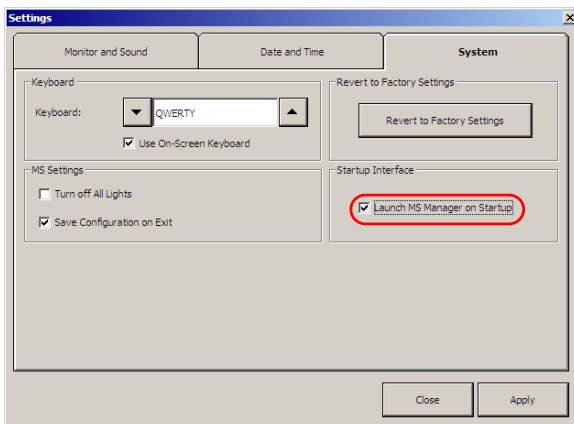 Settings
Monitor and Sound
Date and Time
System
Keyboard
Keyboard:
QWERTY
Use On-Screen Keyboard
Revert to Factory Settings
Revert to Factory Settings
MS Settings
Turn off All Lights
Save Configuration on Exit
Startup Interface
Launch MS Manager on Startup
Close
Apply